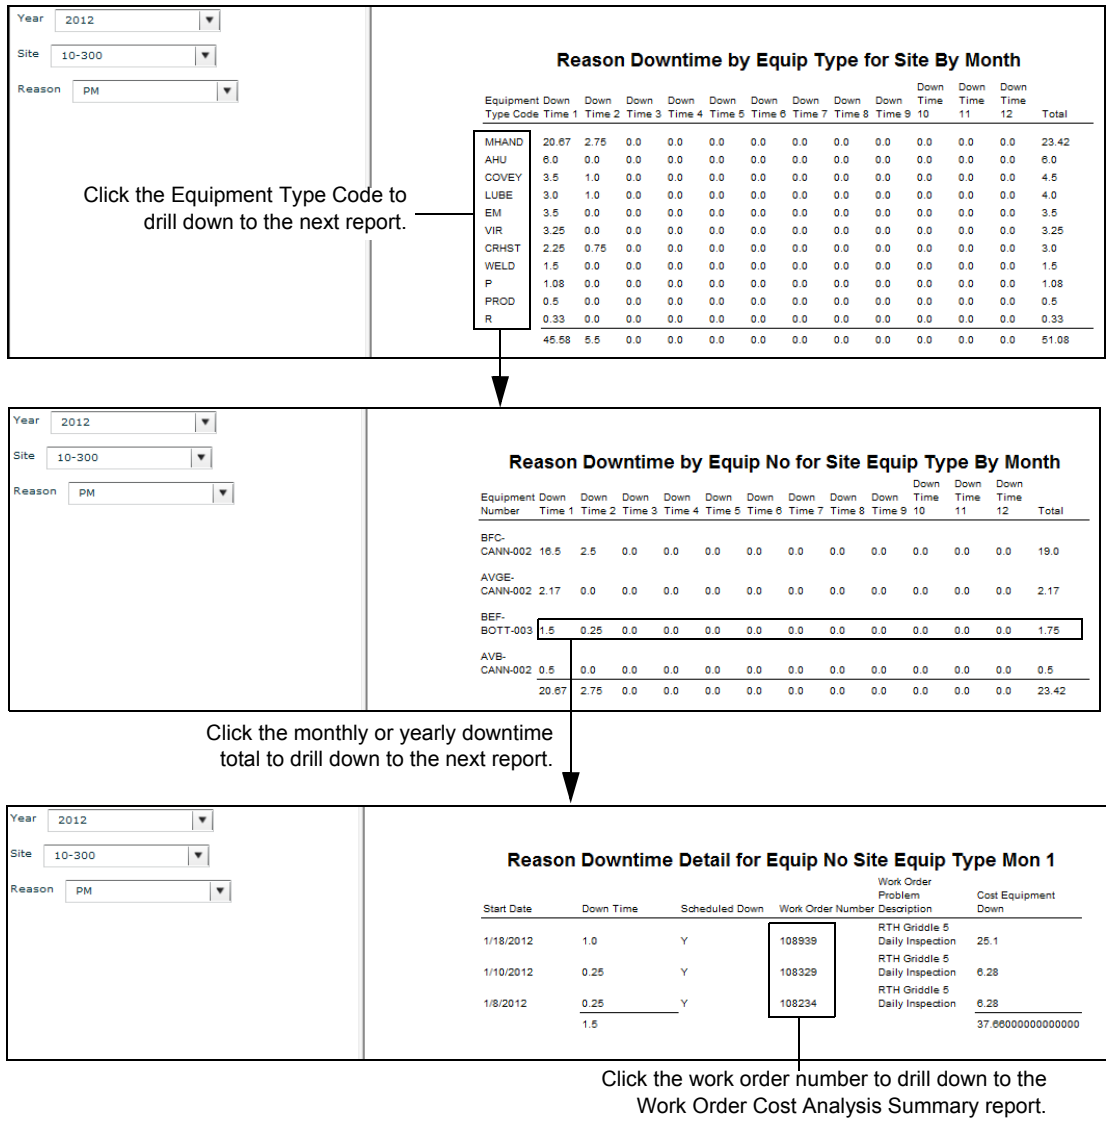 Year 2012
Site 10-300
Reason PM
Reason Downtime by Equip Type for Site By Month
Down Down Down
Equipment Down Down Down Down Down Down Down Down Down Time Time Time
Type Code Time 1 Time 2 Time 3 Time 4 Time 5 Time 6 Time 7 Time 8 Time 9 10 11 12 Total
MHAND 20.67 2.75 0.0 0.0 0.0 0.0 0.0 0.0 0.0 0.0 0.0 0.0 23.42
AHU 6.0 0.0 0.0 0.0 0.0 0.0 0.0 0.0 0.0 0.0 0.0 0.0 6.0
COVEY 3.5 1.0 0.0 0.0 0.0 0.0 0.0 0.0 0.0 0.0 0.0 0.0 4.5
LUBE 3.0 1.0 0.0 0.0 0.0 0.0 0.0 0.0 0.0 0.0 0.0 0.0 4.0
EM 3.5 0.0 0.0 0.0 0.0 0.0 0.0 0.0 0.0 0.0 0.0 0.0 3.5
VIR 3.25 0.0 0.0 0.0 0.0 0.0 0.0 0.0 0.0 0.0 0.0 0.0 3.25
CRHST 2.25 0.75 0.0 0.0 0.0 0.0 0.0 0.0 0.0 0.0 0.0 0.0 3.0
WELD 1.5 0.0 0.0 0.0 0.0 0.0 0.0 0.0 0.0 0.0 0.0 0.0 1.5
P 1.08 0.0 0.0 0.0 0.0 0.0 0.0 0.0 0.0 0.0 0.0 0.0 1.08
PROD 0.5 0.0 0.0 0.0 0.0 0.0 0.0 0.0 0.0 0.0 0.0 0.0 0.5
R 0.33 0.0 0.0 0.0 0.0 0.0 0.0 0.0 0.0 0.0 0.0 0.0 0.33
45.58 5.5 0.0 0.0 0.0 0.0 0.0 0.0 0.0 0.0 0.0 0.0 51.08
Click the Equipment Type Code to
drill down to the next report.
Year 2012
Site 10-300
Reason PM
Reason Downtime by Equip No for Site Equip Type By Month
Down Down Down
Equipment Down Down Down Down Down Down Down Down Down Time Time Time
Number Time 1 Time 2 Time 3 Time 4 Time 5 Time 6 Time 7 Time 8 Time 9 10 11 12 Total
BFC-
CANN-002 16.5 2.5 0.0 0.0 0.0 0.0 0.0 0.0 0.0 0.0 0.0 0.0 19.0
AVGE-
CANN-002 2.17 0.0 0.0 0.0 0.0 0.0 0.0 0.0 0.0 0.0 0.0 0.0 2.17
BEF-
BOTT-003 1.5 0.25 0.0 0.0 0.0 0.0 0.0 0.0 0.0 0.0 0.0 0.0 1.75
AVB-
CANN-002 0.5 0.0 0.0 0.0 0.0 0.0 0.0 0.0 0.0 0.0 0.0 0.0 0.5
20.67 2.75 0.0 0.0 0.0 0.0 0.0 0.0 0.0 0.0 0.0 0.0 23.42
Click the monthly or yearly downtime
total to drill down to the next report.
Year 2012
Site 10-300
Reason PM
Reason Downtime Detail for Equip No Site Equip Type Mon 1
Work Order
Problem Cost Equipment
Start Date Down Time Scheduled Down Work Order Number Description Down
RTH Griddle 5
1/18/2012 1.0 Y 108939 Daily Inspection 25.1
RTH Griddle 5
1/10/2012 0.25 Y 108329 Daily Inspection 6.28
RTH Griddle 5
1/8/2012 0.25 Y 108234 Daily Inspection 6.28
1.5 37.66000000000000
Click the work order number to drill down to the
Work Order Cost Analysis Summary report.